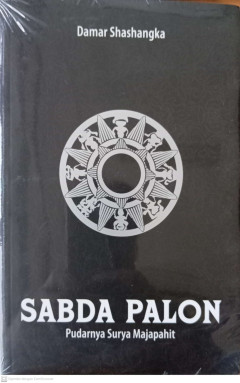 Damar Shashangka
SABDA PALON
Pudarnya Surya Majapahit